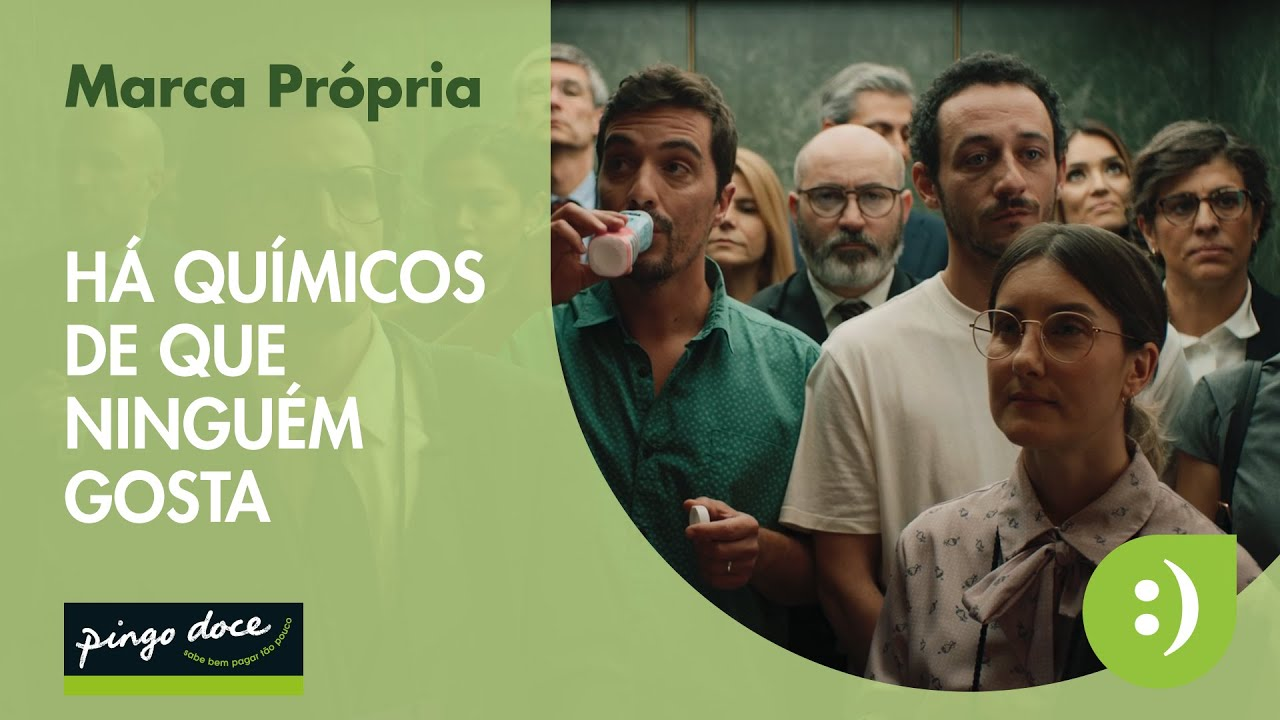 Marca Própria
HÁ QUÍMICOS
DE QUE
NINGUÉM
GOSTA
pingo doce
sabe bem pagar tão pouco
:)